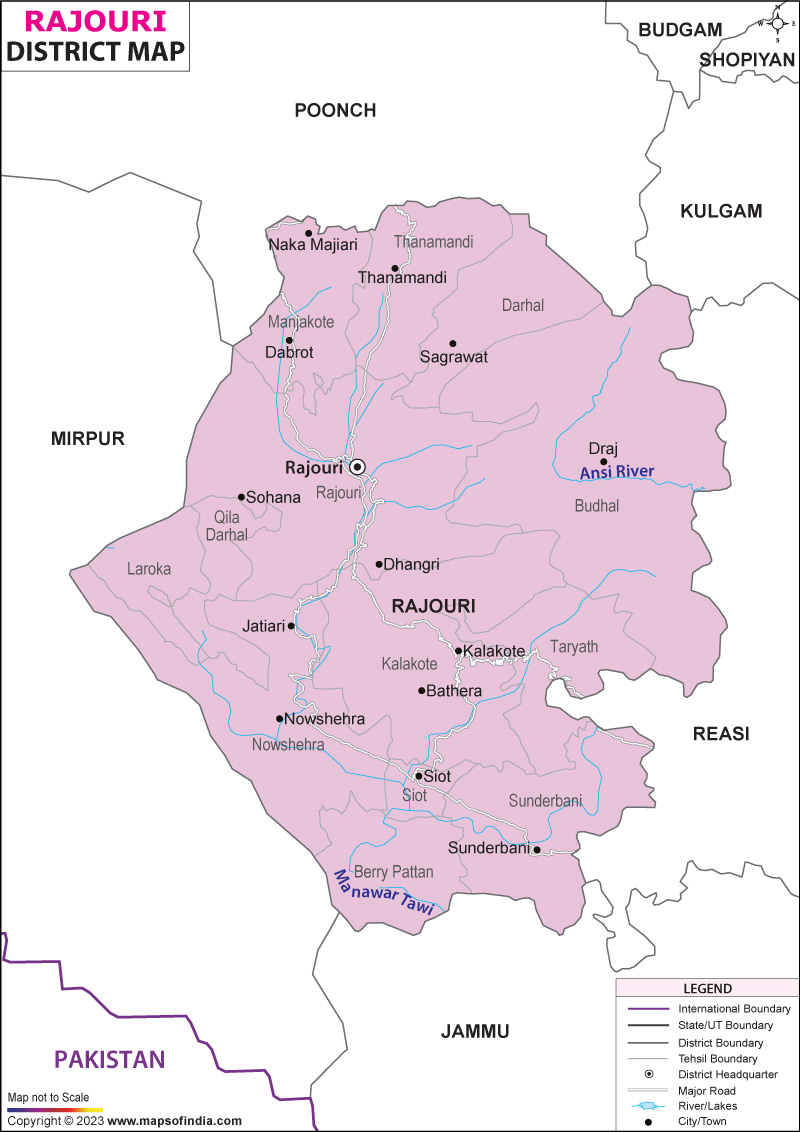 RAJOURI
DISTRICT MAP
BUDGAM
N
W
E
S
SHOPIYAN
POONCH
KULGAM
Naka Majiari
Thanamandi
Thanamandi
Darhal
Manjakote
Dabrot
Sagrawat
MIRPUR
Draj
Ansi River
Rajouri
Rajouri
Sohana
Budhal
Qila
Darhal
Laroka
Dhangri
RAJOURI
Jatiari
Kalakote
Taryath
Kalakote
Bathera
Nowshehra
Nowshehra
REASI
Siot
Siot
Sunderbani
Sunderbani
Berry Pattan
Manawar Tawi
JAMMU
PAKISTAN
LEGEND
International Boundary
State/UT Boundary
District Boundary
Tehsil Boundary
District Headquarter
Major Road
River/Lakes
City/Town
Map not to Scale
Copyright © 2023 www.mapsofindia.com